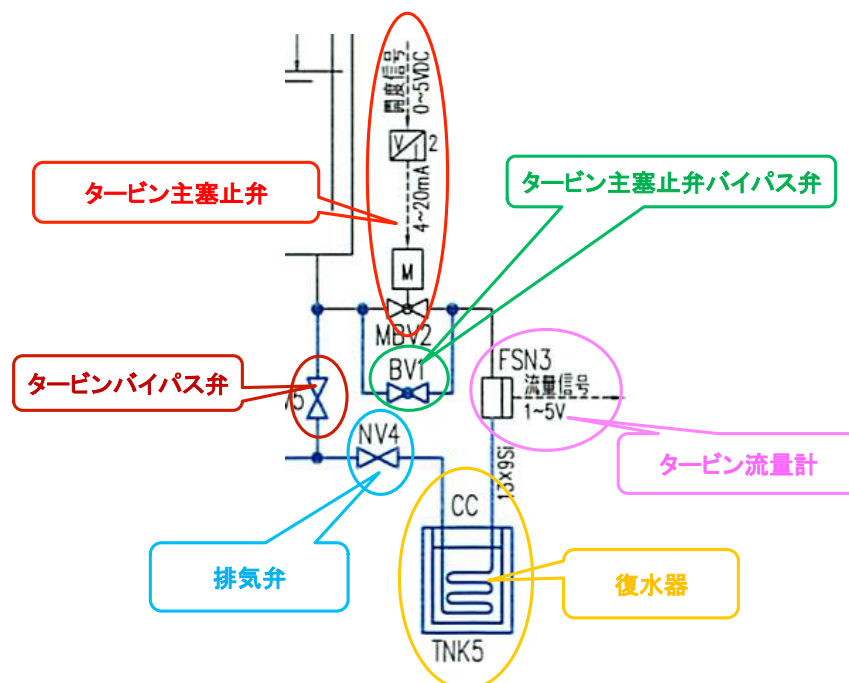 開度信号
0~5VDC
V/I
2
4~20mA
タービン主塞止弁
タービン主塞止弁バイパス弁
M
MBV2
BV1
FSN3
流量信号
1~5V
タービンバイパス弁
NV4
タービン流量計
13×9Si
CC
排気弁
復水器
TNK5